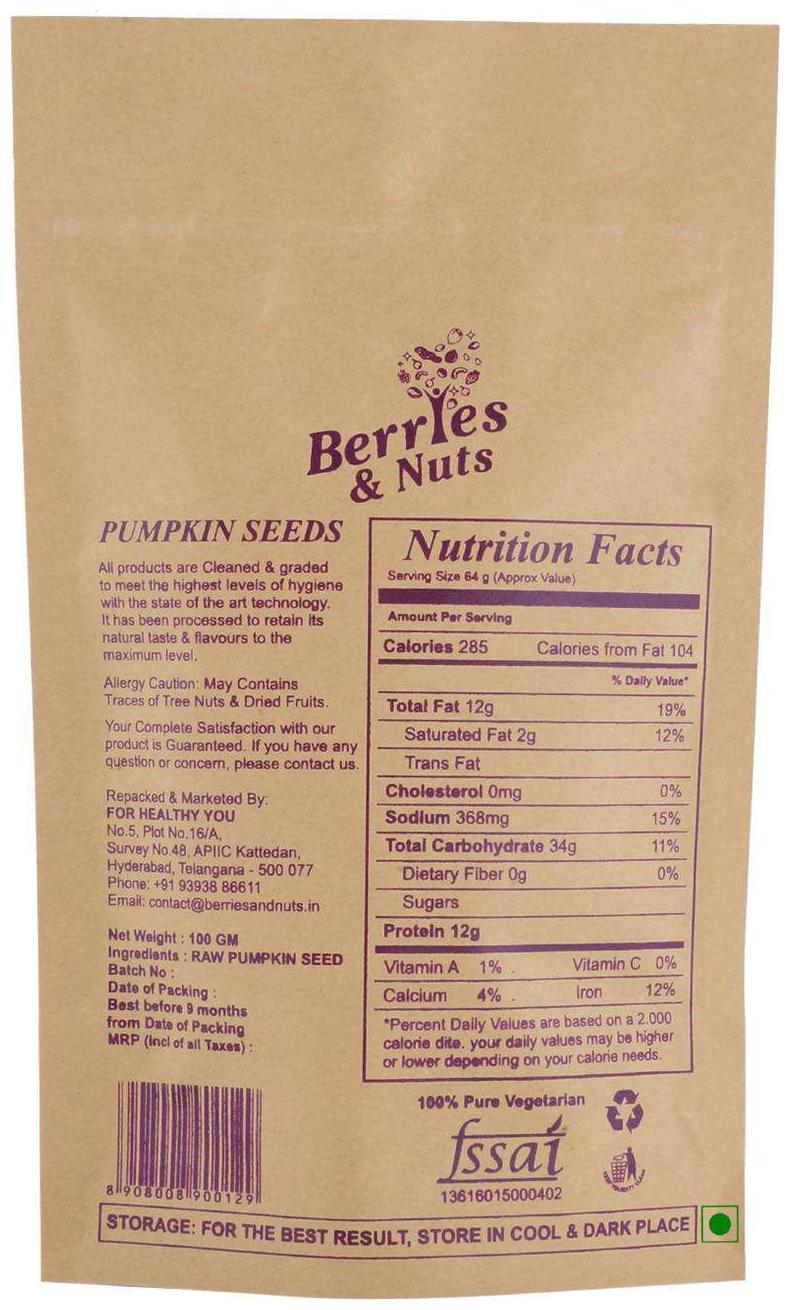 Berries
& Nuts
PUMPKIN SEEDS
All products are Cleaned & graded
to meet the highest levels of hygiene
with the state of the art technology.
It has been processed to retain its
natural taste & flavours to the
maximum level.
Allergy Caution: May Contains
Traces of Tree Nuts & Dried Fruits.
Your Complete Satisfaction with our
product is Guaranteed. If you have any
question or concern, please contact us.
Repacked & Marketed By:
FOR HEALTHY YOU
No.5, Plot No.16/A,
Survey No.48, APIIC Kattedan,
Hyderabad, Telangana - 500 077
Phone: +91 93938 86611
Email: contact@berriesandnuts.in
Net Weight : 100 GM
Ingredients : RAW PUMPKIN SEED
Batch No :
Date of Packing :
Best before 9 months
from Date of Packing
MRP (Incl of all Taxes) :
8 908008 900129
Nutrition Facts
Serving Size 64 g (Approx Value)
Amount Per Serving
Calories 285 Calories from Fat 104
% Daily Value*
Total Fat 12g 19%
Saturated Fat 2g 12%
Trans Fat
Cholesterol 0mg 0%
Sodium 368mg 15%
Total Carbohydrate 34g 11%
Dietary Fiber 0g 0%
Sugars
Protein 12g
Vitamin A 1% . Vitamin C 0%
Calcium 4% . Iron 12%
*Percent Daily Values are based on a 2.000
calorie dite. your daily values may be higher
or lower depending on your calorie needs.
100% Pure Vegetarian
fssai
13616015000402
STORAGE: FOR THE BEST RESULT, STORE IN COOL & DARK PLACE